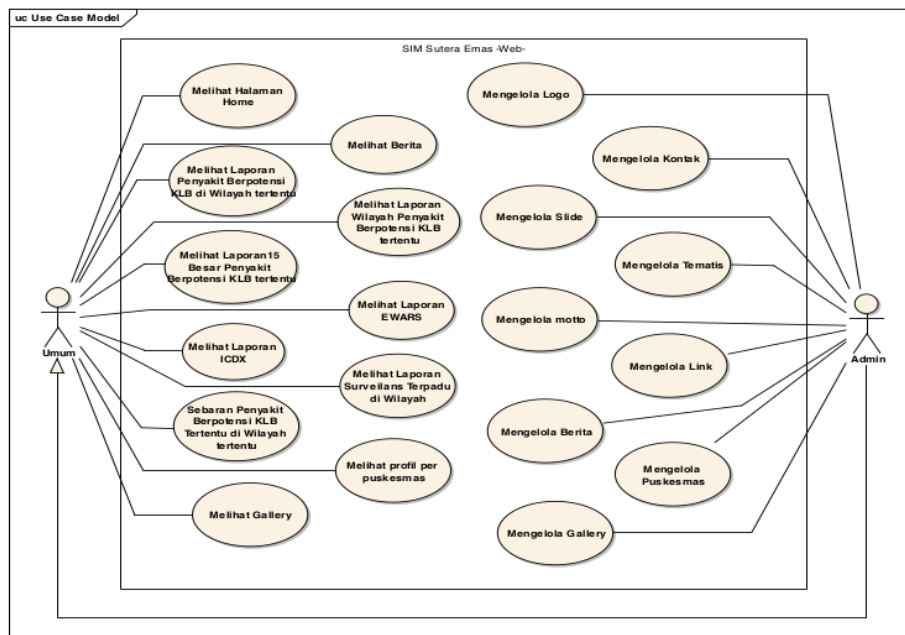 uc Use Case Model
SIM Sutera Emas -Web-
Melihat Halaman
Home
Melihat Berita
Melihat Laporan
Penyakit Berpotensi
KLB di Wilayah tertentu
Melihat Laporan
Wilayah Penyakit
Berpotensi KLB
tertentu
Melihat Laporan15
Besar Penyakit
Berpotensi KLB tertentu
Melihat Laporan
EWARS
Melihat Laporan
ICDX
Melihat Laporan
Surveilans Terpadu
di Wilayah
Sebaran Penyakit
Berpotensi KLB
Tertentu di Wilayah
tertentu
Melihat profil per
puskesmas
Melihat Gallery
Mengelola Logo
Mengelola Kontak
Mengelola Slide
Mengelola Tematis
Mengelola motto
Mengelola Link
Mengelola Berita
Mengelola
Puskesmas
Mengelola Gallery
Umum
Admin